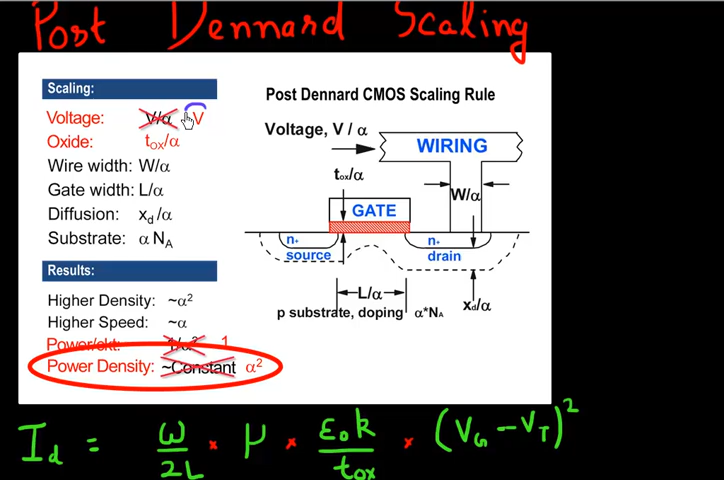 Post Dennard Scaling
Scaling:
Voltage: V/α V
Oxide: tOX/α
Wire width: W/α
Gate width: L/α
Diffusion: xd/α
Substrate: α NA
Results:
Higher Density: ~α²
Higher Speed: ~α
Power/ckt: 1/α² 1
Power Density: ~Constant α²
Post Dennard CMOS Scaling Rule
Voltage, V / α
WIRING
tox/α
W/α
GATE
n+
source
n+
drain
L/α
p substrate, doping α*NA
xd/α
Id = ω/2L * μ * ε0k/tox * (VG - VT)²